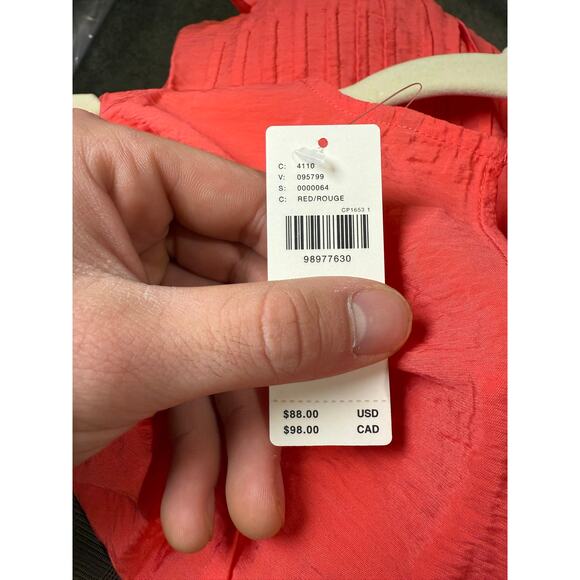 C: 4110
V: 095799
S: 0000064
C: RED/ROUGE
CP1653 1
98977630
$88.00 USD
$98.00 CAD